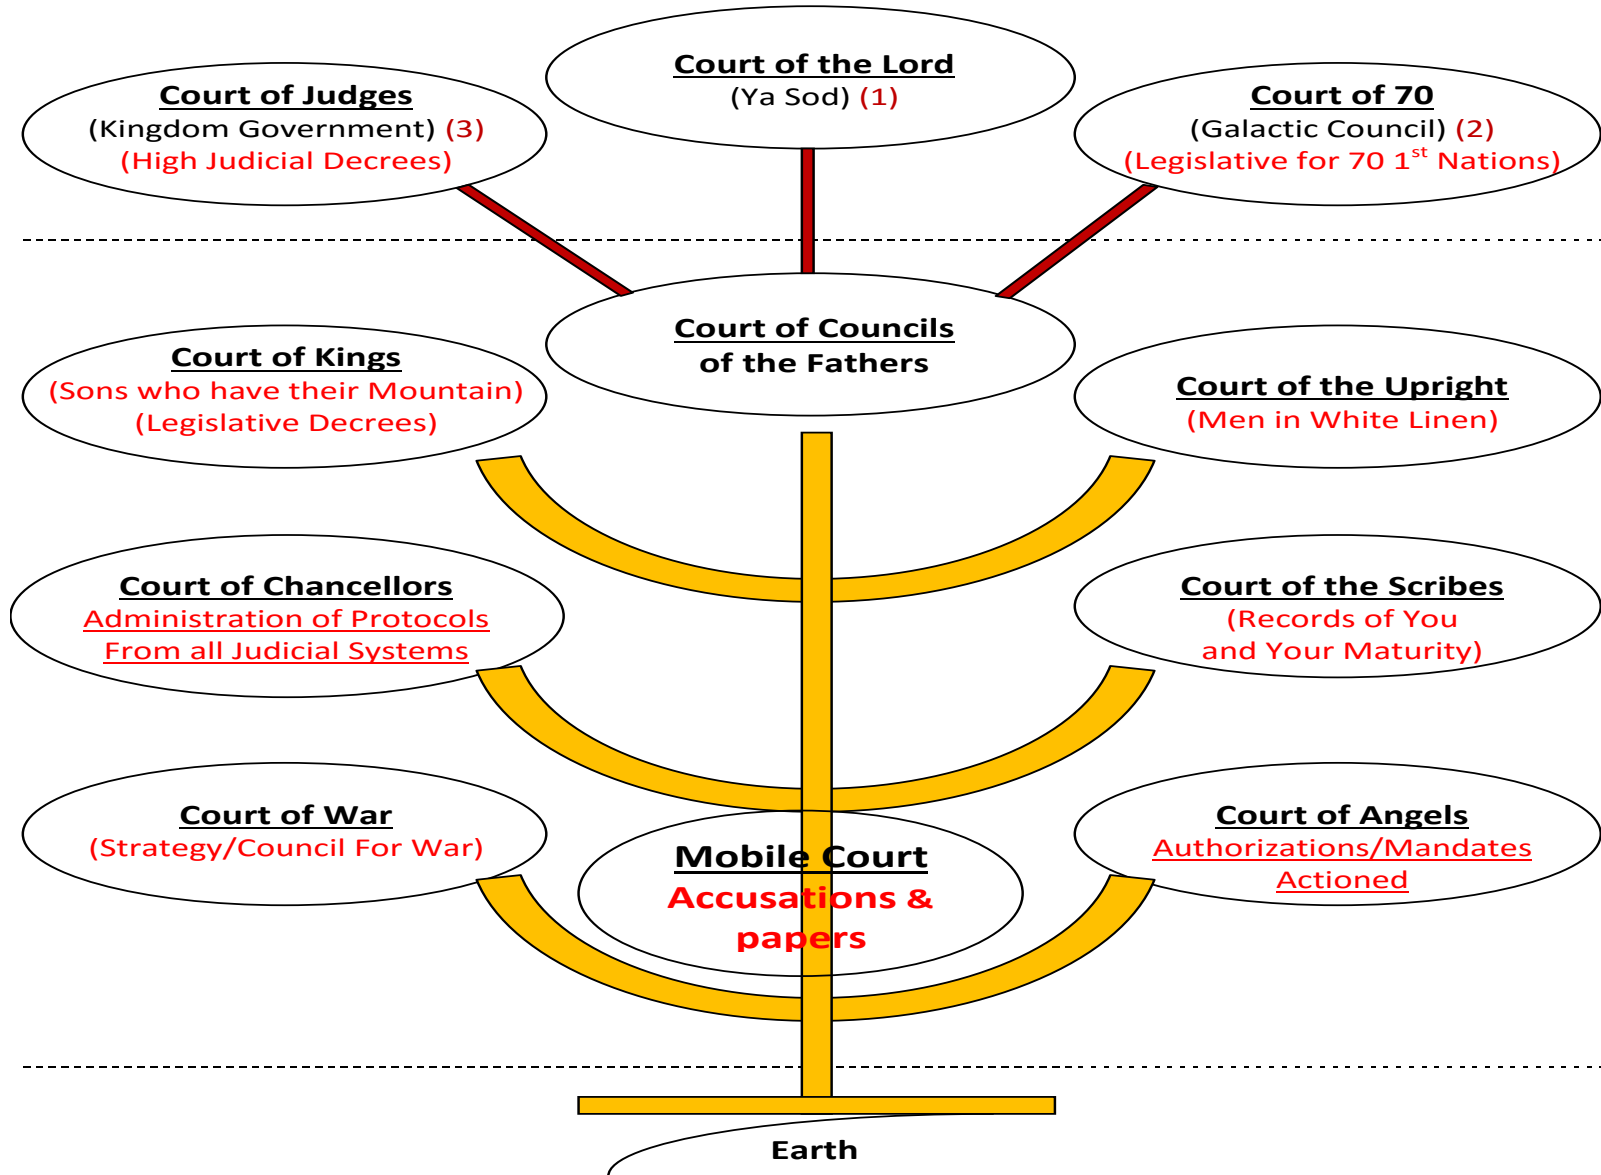 Court of the Lord
(Ya Sod) (1)
Court of Judges
(Kingdom Government) (3)
(High Judicial Decrees)
Court of 70
(Galactic Council) (2)
(Legislative for 70 1st Nations)
Court of Councils
of the Fathers
Court of Kings
(Sons who have their Mountain)
(Legislative Decrees)
Court of the Upright
(Men in White Linen)
Court of Chancellors
Administration of Protocols
From all Judicial Systems
Court of the Scribes
(Records of You
and Your Maturity)
Court of War
(Strategy/Council For War)
Mobile Court
Accusations &
papers
Court of Angels
Authorizations/Mandates
Actioned
Earth